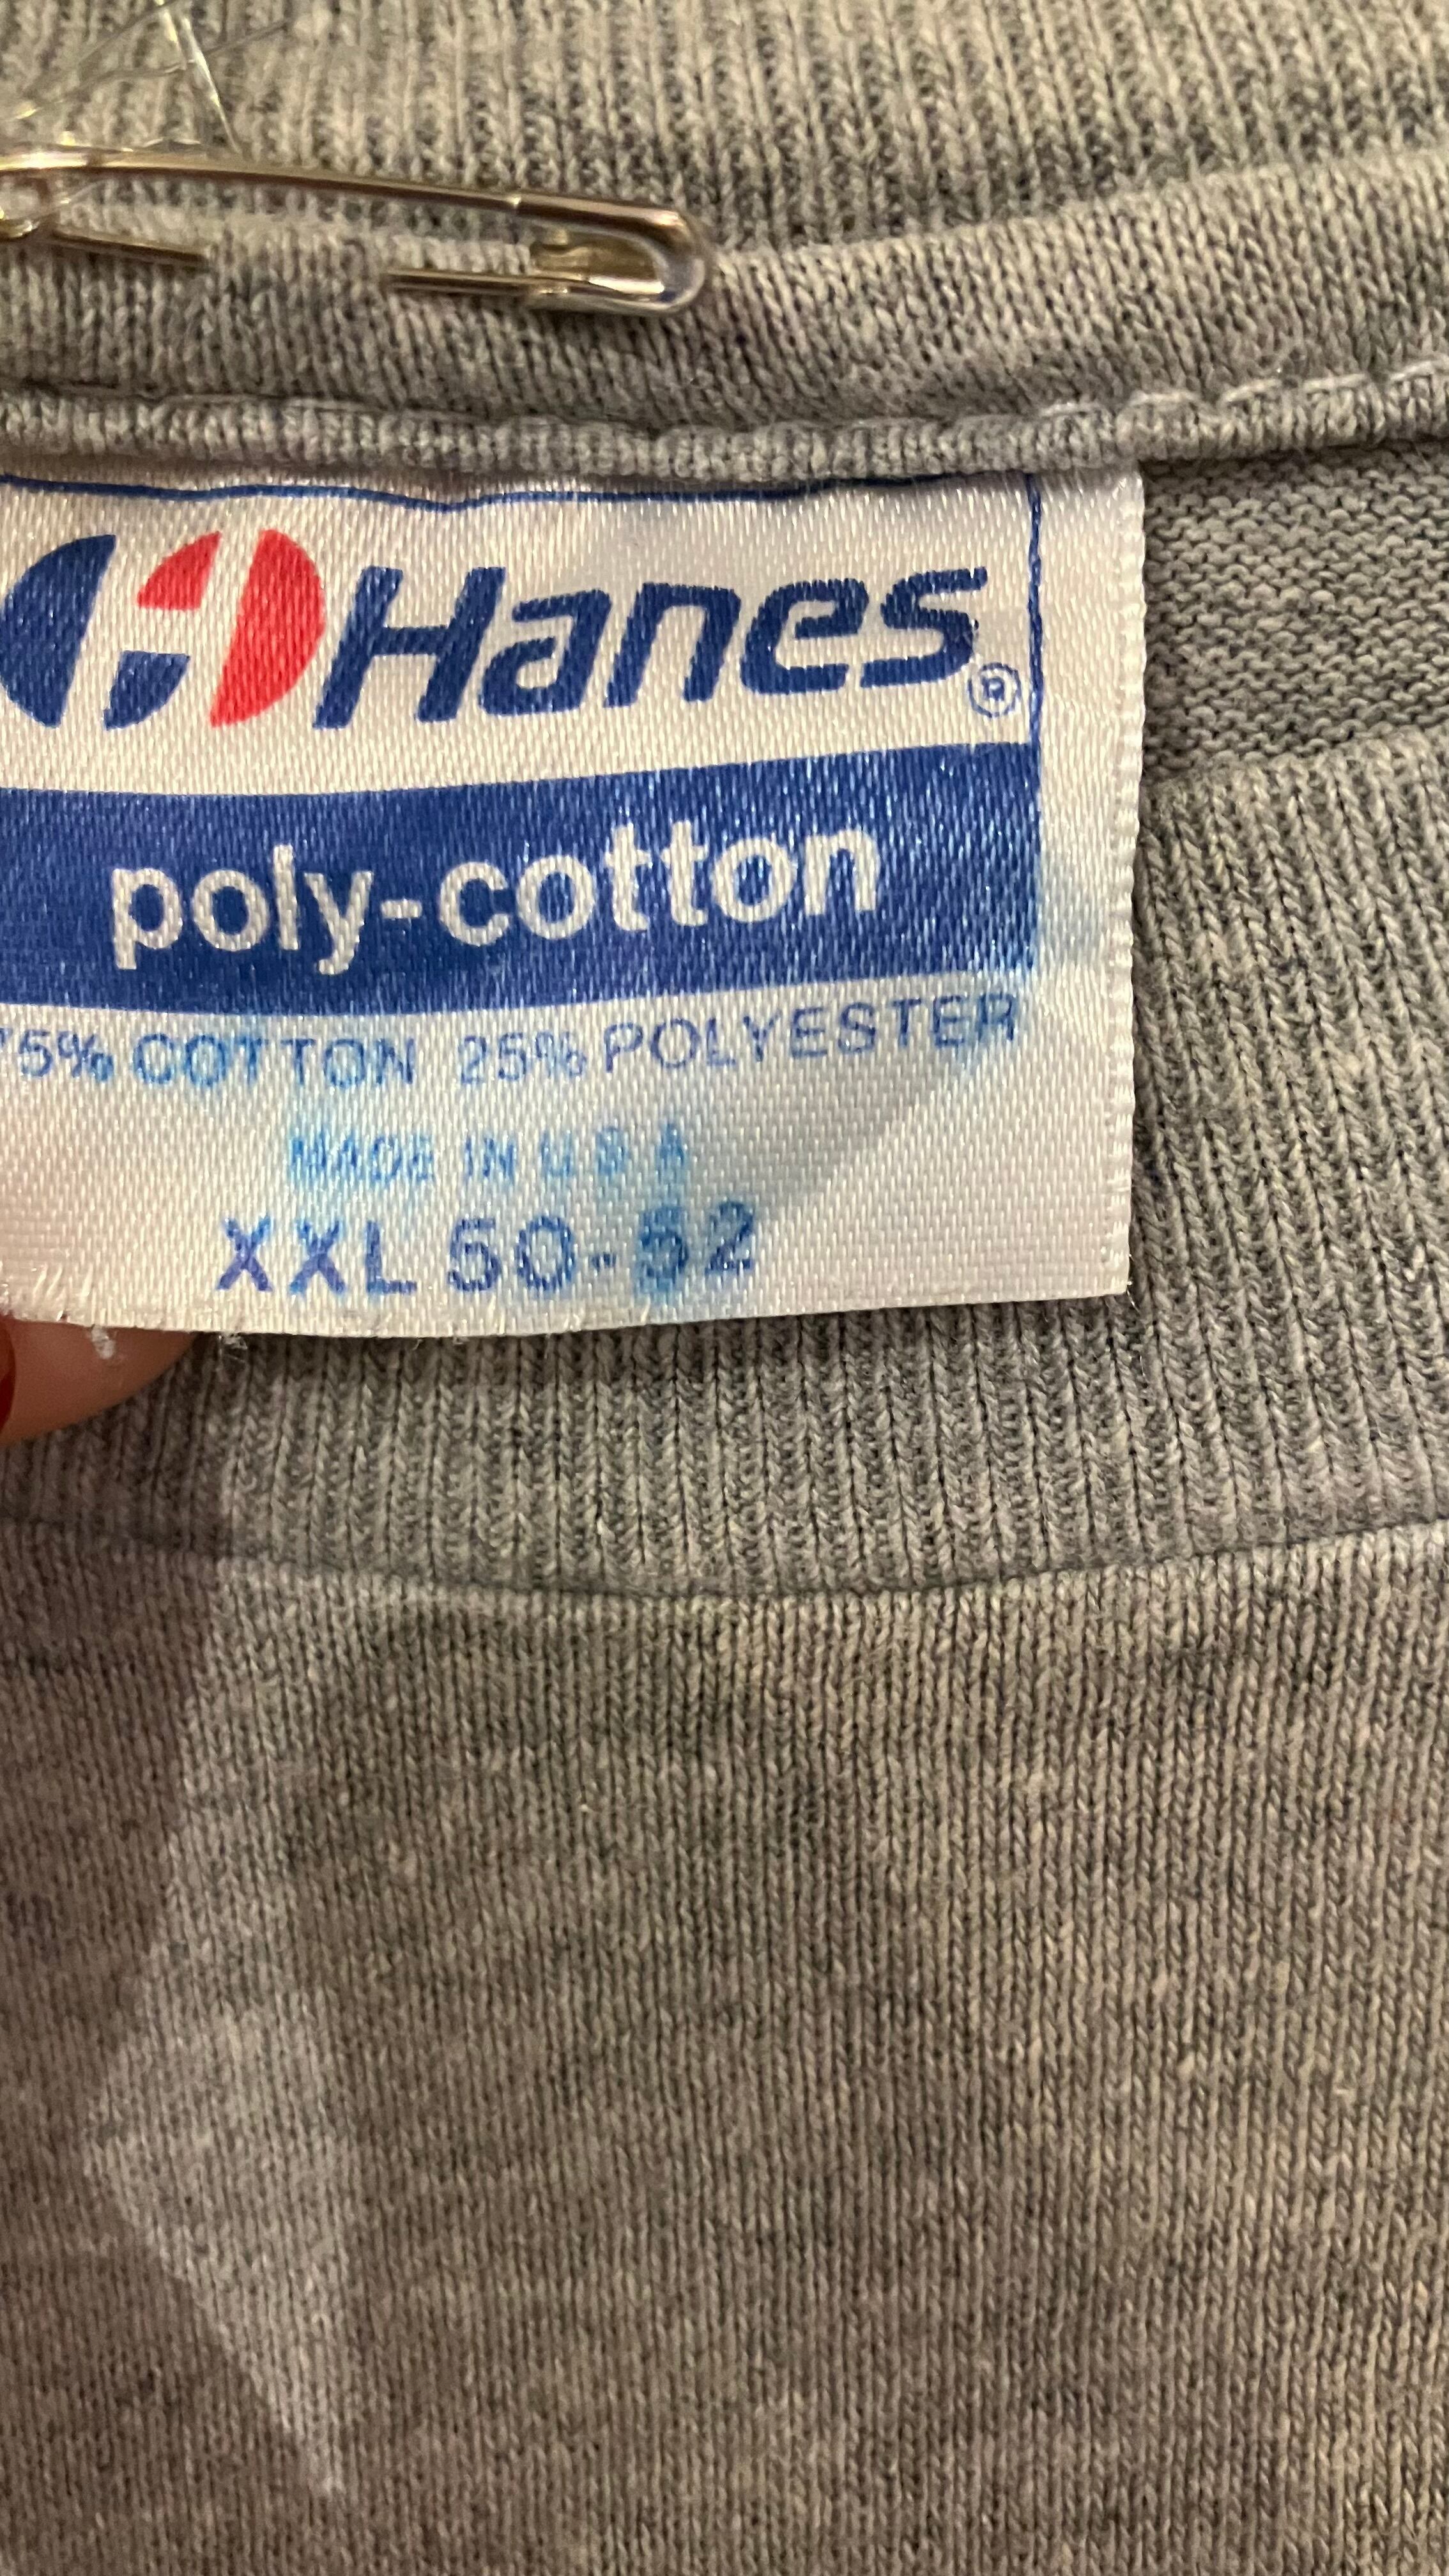 Hanes®
poly-cotton
75% COTTON 25% POLYESTER
MADE IN U S A
XXL 50-52